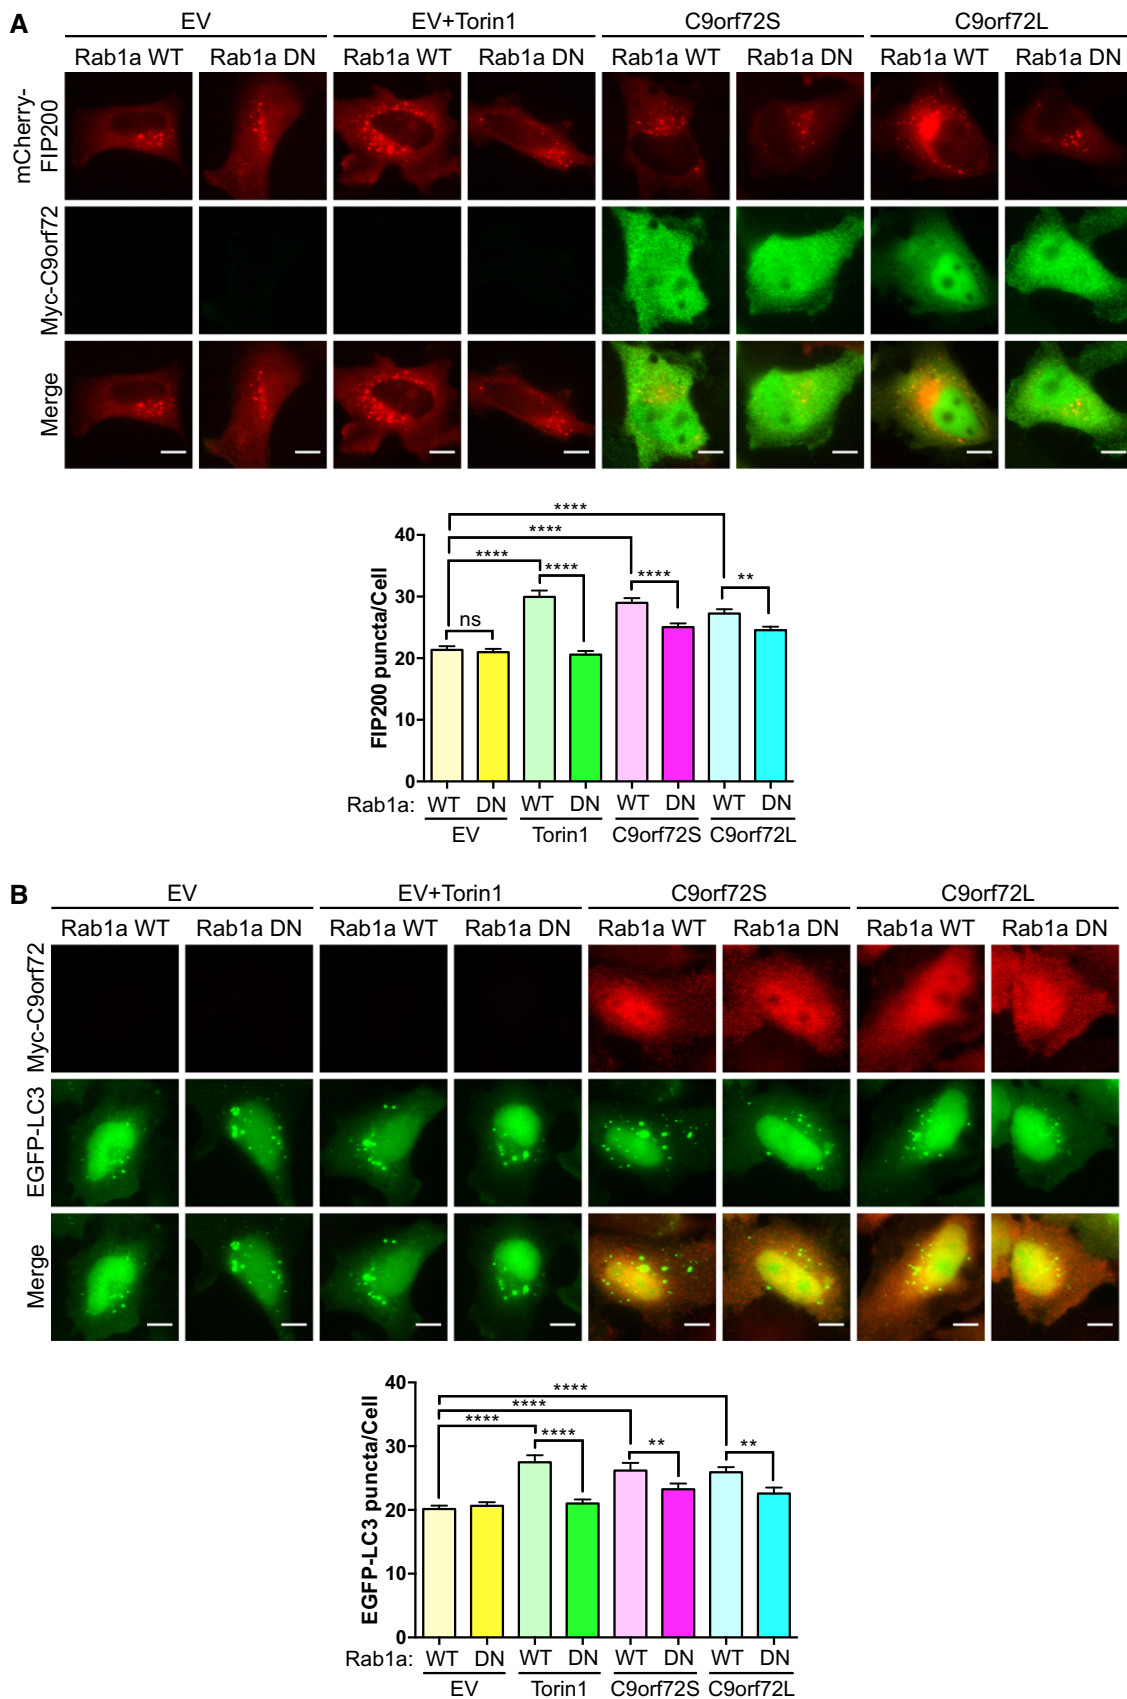 A
EV EV+Torin1 C9orf72S C9orf72L
Rab1a WT Rab1a DN Rab1a WT Rab1a DN Rab1a WT Rab1a DN Rab1a WT Rab1a DN
mCherry-
FIP200
Myc-C9orf72
Merge
****
****
**** **** **** **
ns
FIP200 puncta/Cell
40
30
20
10
0
Rab1a: WT DN WT DN WT DN WT DN
EV Torin1 C9orf72S C9orf72L
B
EV EV+Torin1 C9orf72S C9orf72L
Rab1a WT Rab1a DN Rab1a WT Rab1a DN Rab1a WT Rab1a DN Rab1a WT Rab1a DN
Myc-C9orf72
EGFP-LC3
Merge
****
****
**** **** ** **
EGFP-LC3 puncta/Cell
40
30
20
10
0
Rab1a: WT DN WT DN WT DN WT DN
EV Torin1 C9orf72S C9orf72L